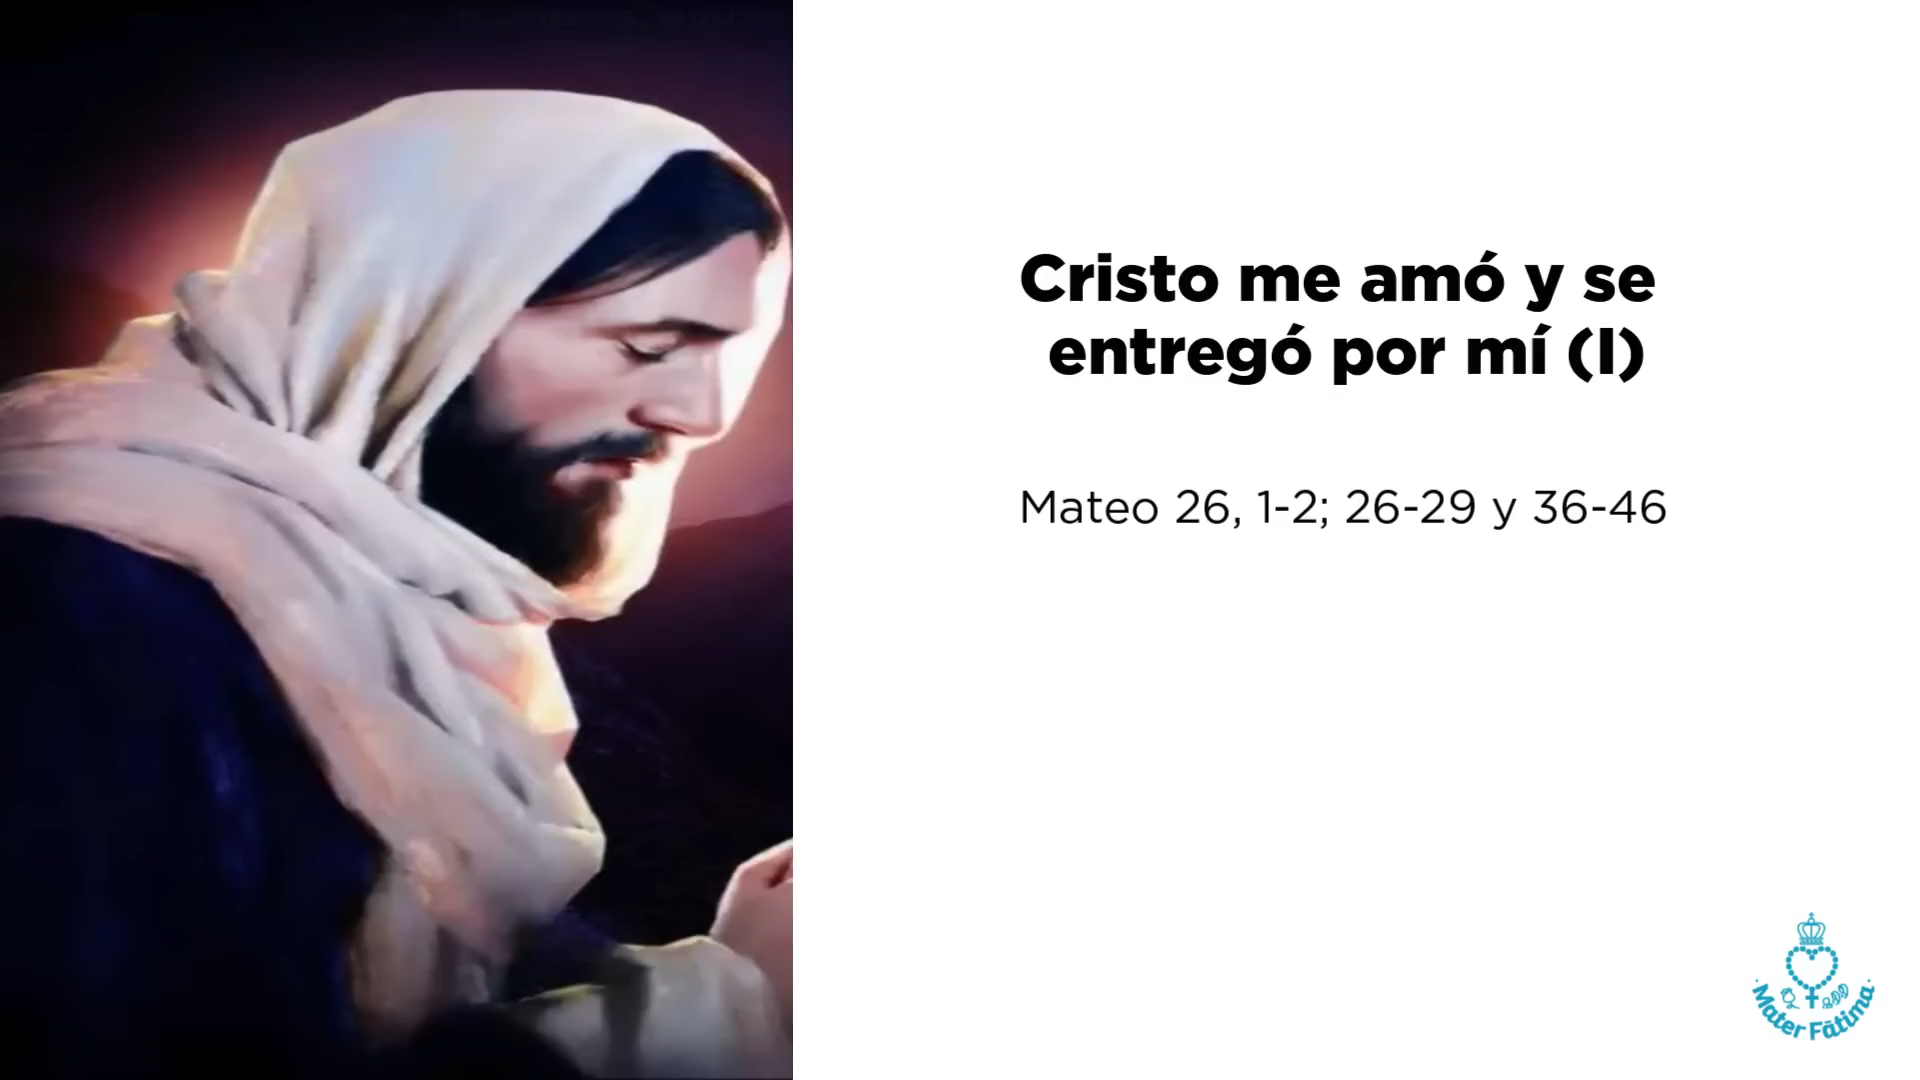 Cristo me amó y se
entregó por mí (I)
Mateo 26, 1-2; 26-29 y 36-46
Mater Fátima